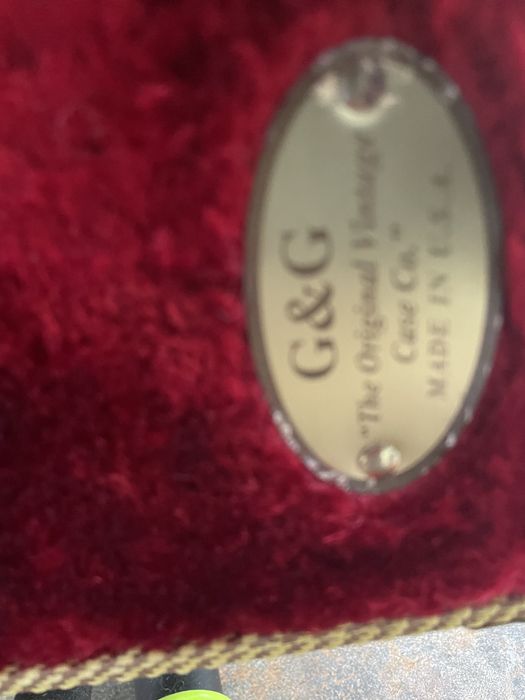 G&G
"The Original Vintage
Case Co."
MADE IN U.S.A.